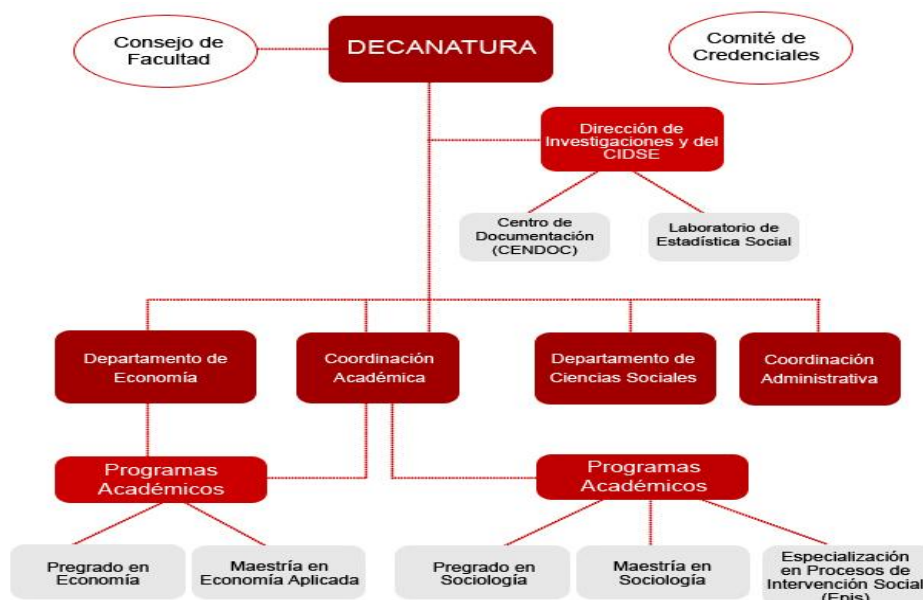 Consejo de
Facultad
DECANATURA
Comité de
Credenciales
Dirección de
Investigaciones y del
CIDSE
Centro de
Documentación
(CENDOC)
Laboratorio de
Estadística Social
Departamento de
Economía
Coordinación
Académica
Departamento de
Ciencias Sociales
Coordinación
Administrativa
Programas
Académicos
Programas
Académicos
Pregrado en
Economía
Maestría en
Economía Aplicada
Pregrado en
Sociología
Maestría en
Sociología
Especialización
en Procesos de
Intervención Social
(Epis)